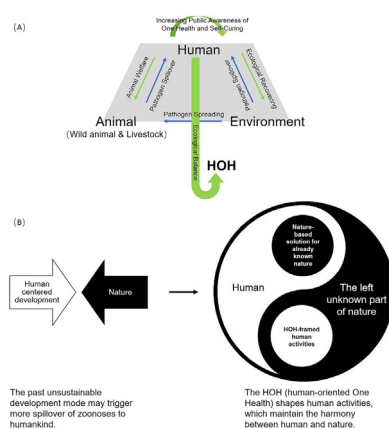 (A)
Increasing Public Awareness of
One Health and Self-Curing
Human
Animal Welfare
Pathogen Spillover
Pathogen Spillover
Ecological Recovering
Pathogen Spreading
Animal
Environment
(Wild animal & Livestock)
Ecological Balance
HOH
(B)
Human
centered
development
Nature
Human
Nature-
based
solution for
already
known
nature
The left
unknown part
of nature
HOH-framed
human
activities
The past unsustainable
development mode may trigger
more spillover of zoonoses to
humankind.
The HOH (human-oriented One
Health) shapes human activities,
which maintain the harmony
between human and nature.